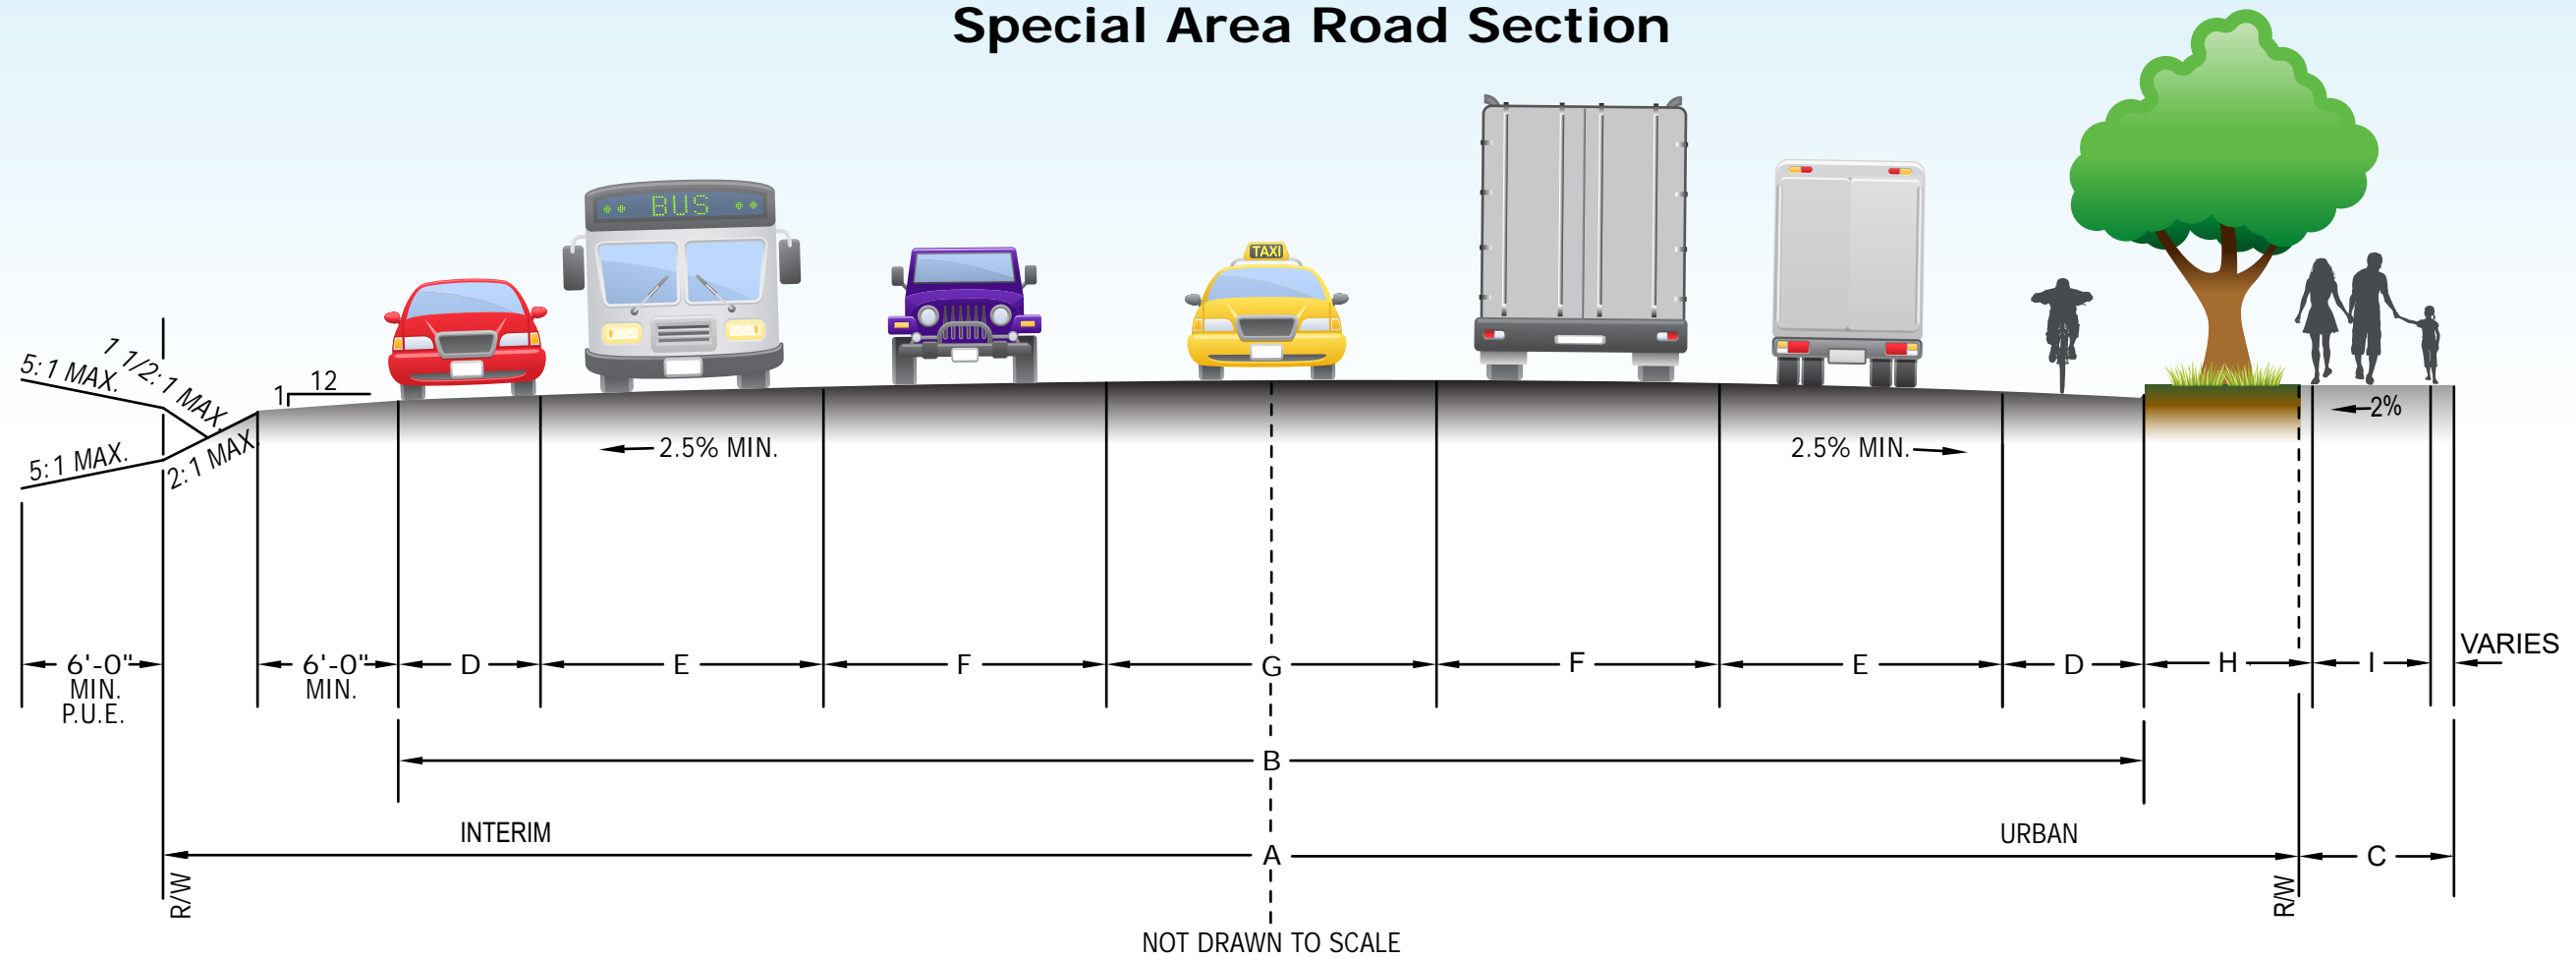 Special Area Road Section
BUS
TAXI
5:1 MAX.
1 1/2:1 MAX.
1
12
5:1 MAX.
2:1 MAX.
2.5% MIN.
2.5% MIN.
2%
6'-0"
MIN.
P.U.E.
6'-0"
MIN.
D
E
F
G
F
E
D
H
I
VARIES
B
INTERIM
URBAN
A
C
R/W
R/W
NOT DRAWN TO SCALE